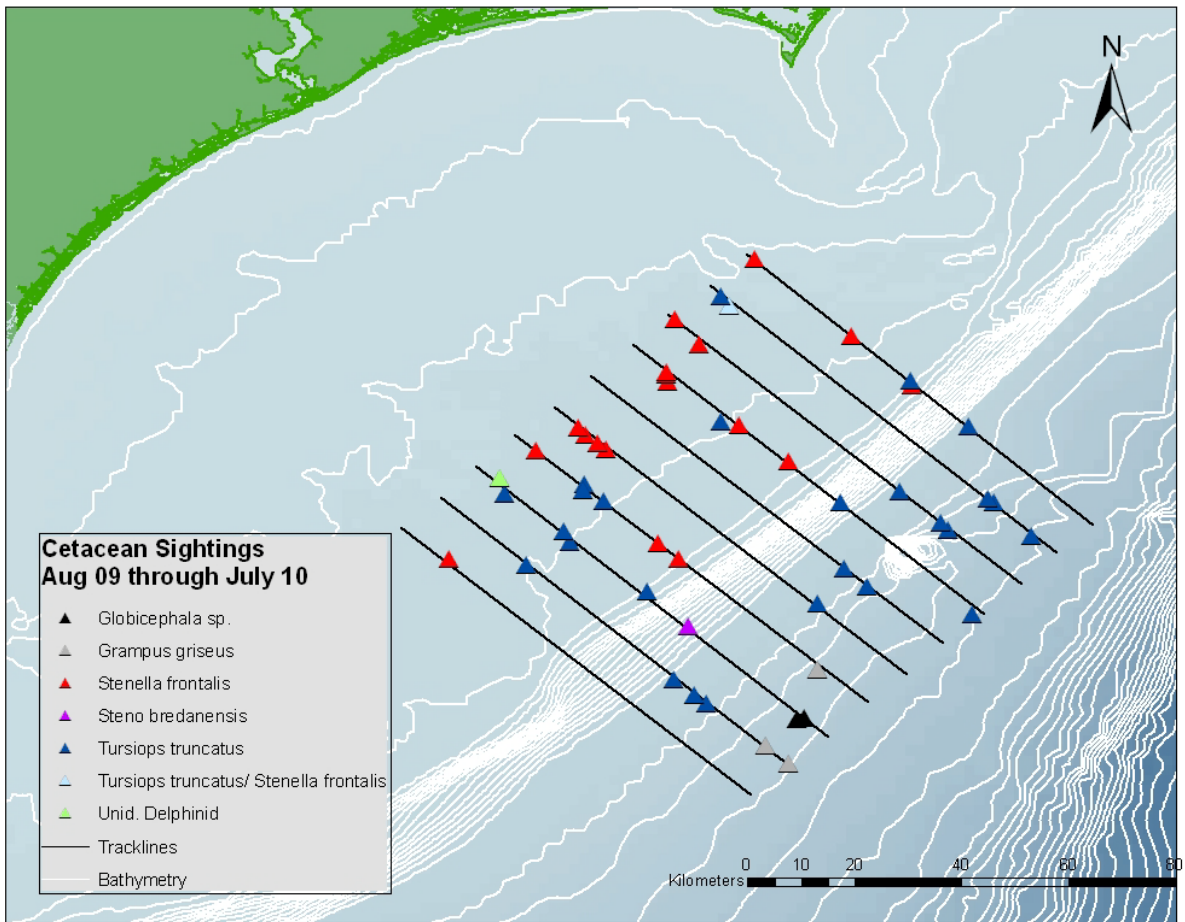 N
Cetacean Sightings
Aug 09 through July 10
Globicephala sp.
Grampus griseus
Stenella frontalis
Steno bredanensis
Tursiops truncatus
Tursiops truncatus/ Stenella frontalis
Unid. Delphinid
Tracklines
Bathymetry
0 10 20 40 60 80
Kilometers